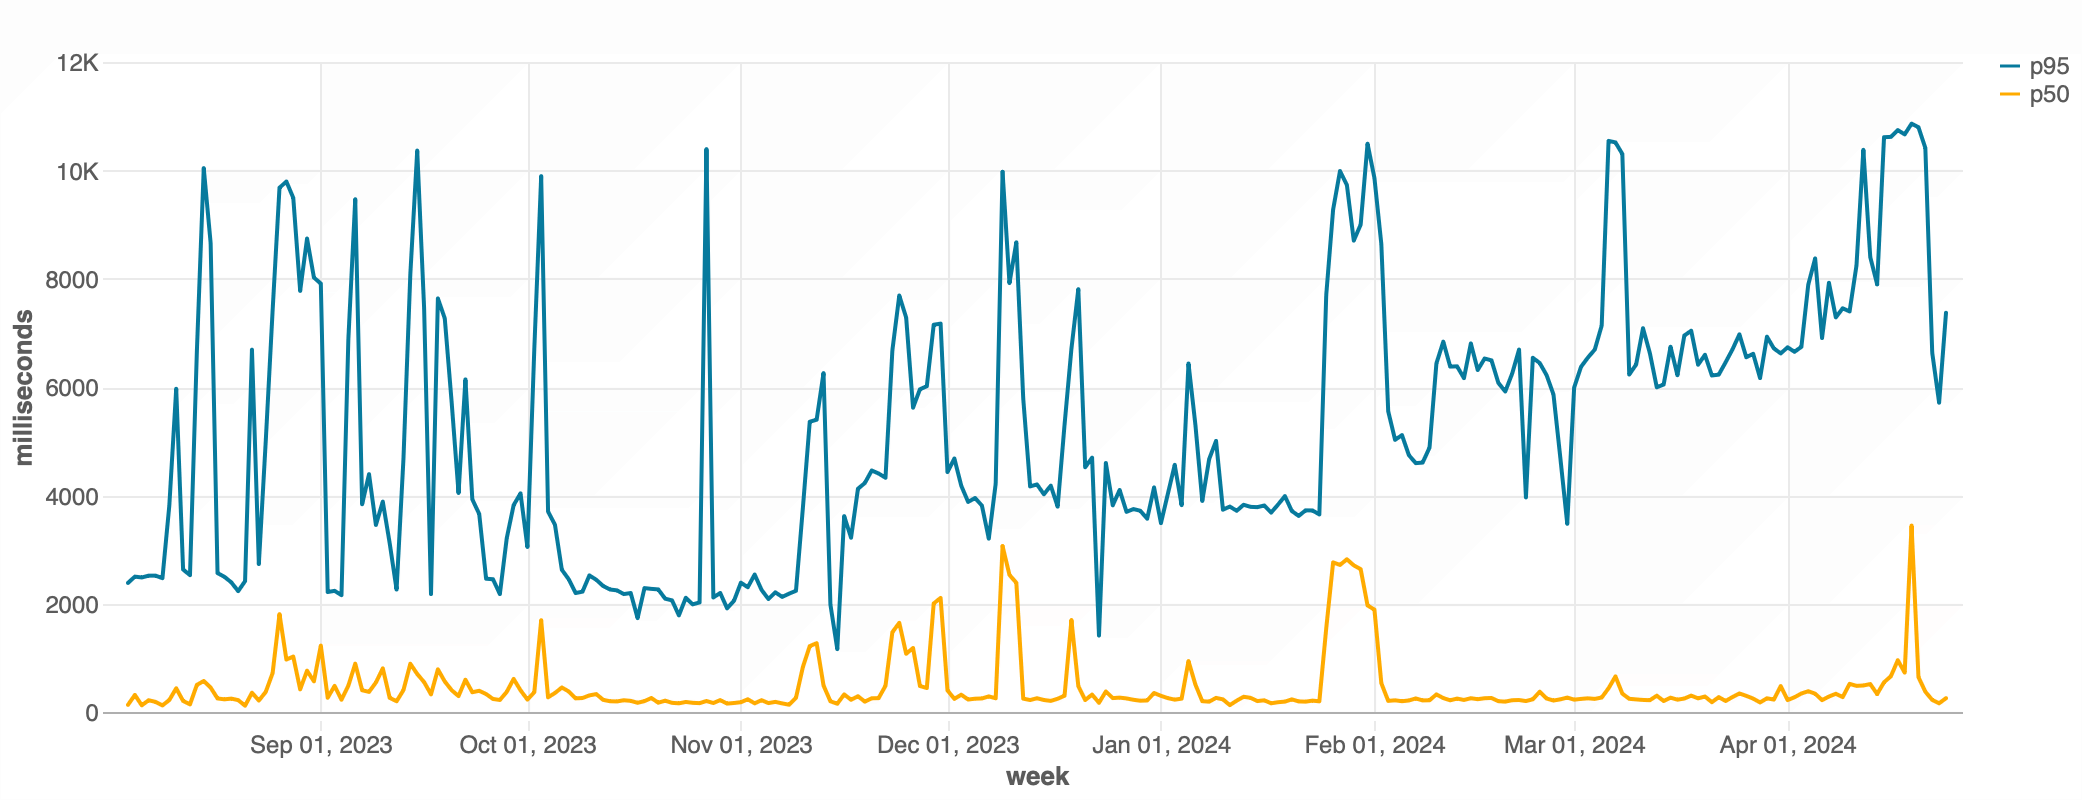 12K
10K
8000
6000
4000
2000
0
milliseconds
Sep 01, 2023
Oct 01, 2023
Nov 01, 2023
Dec 01, 2023
Jan 01, 2024
Feb 01, 2024
Mar 01, 2024
Apr 01, 2024
week
p95
p50